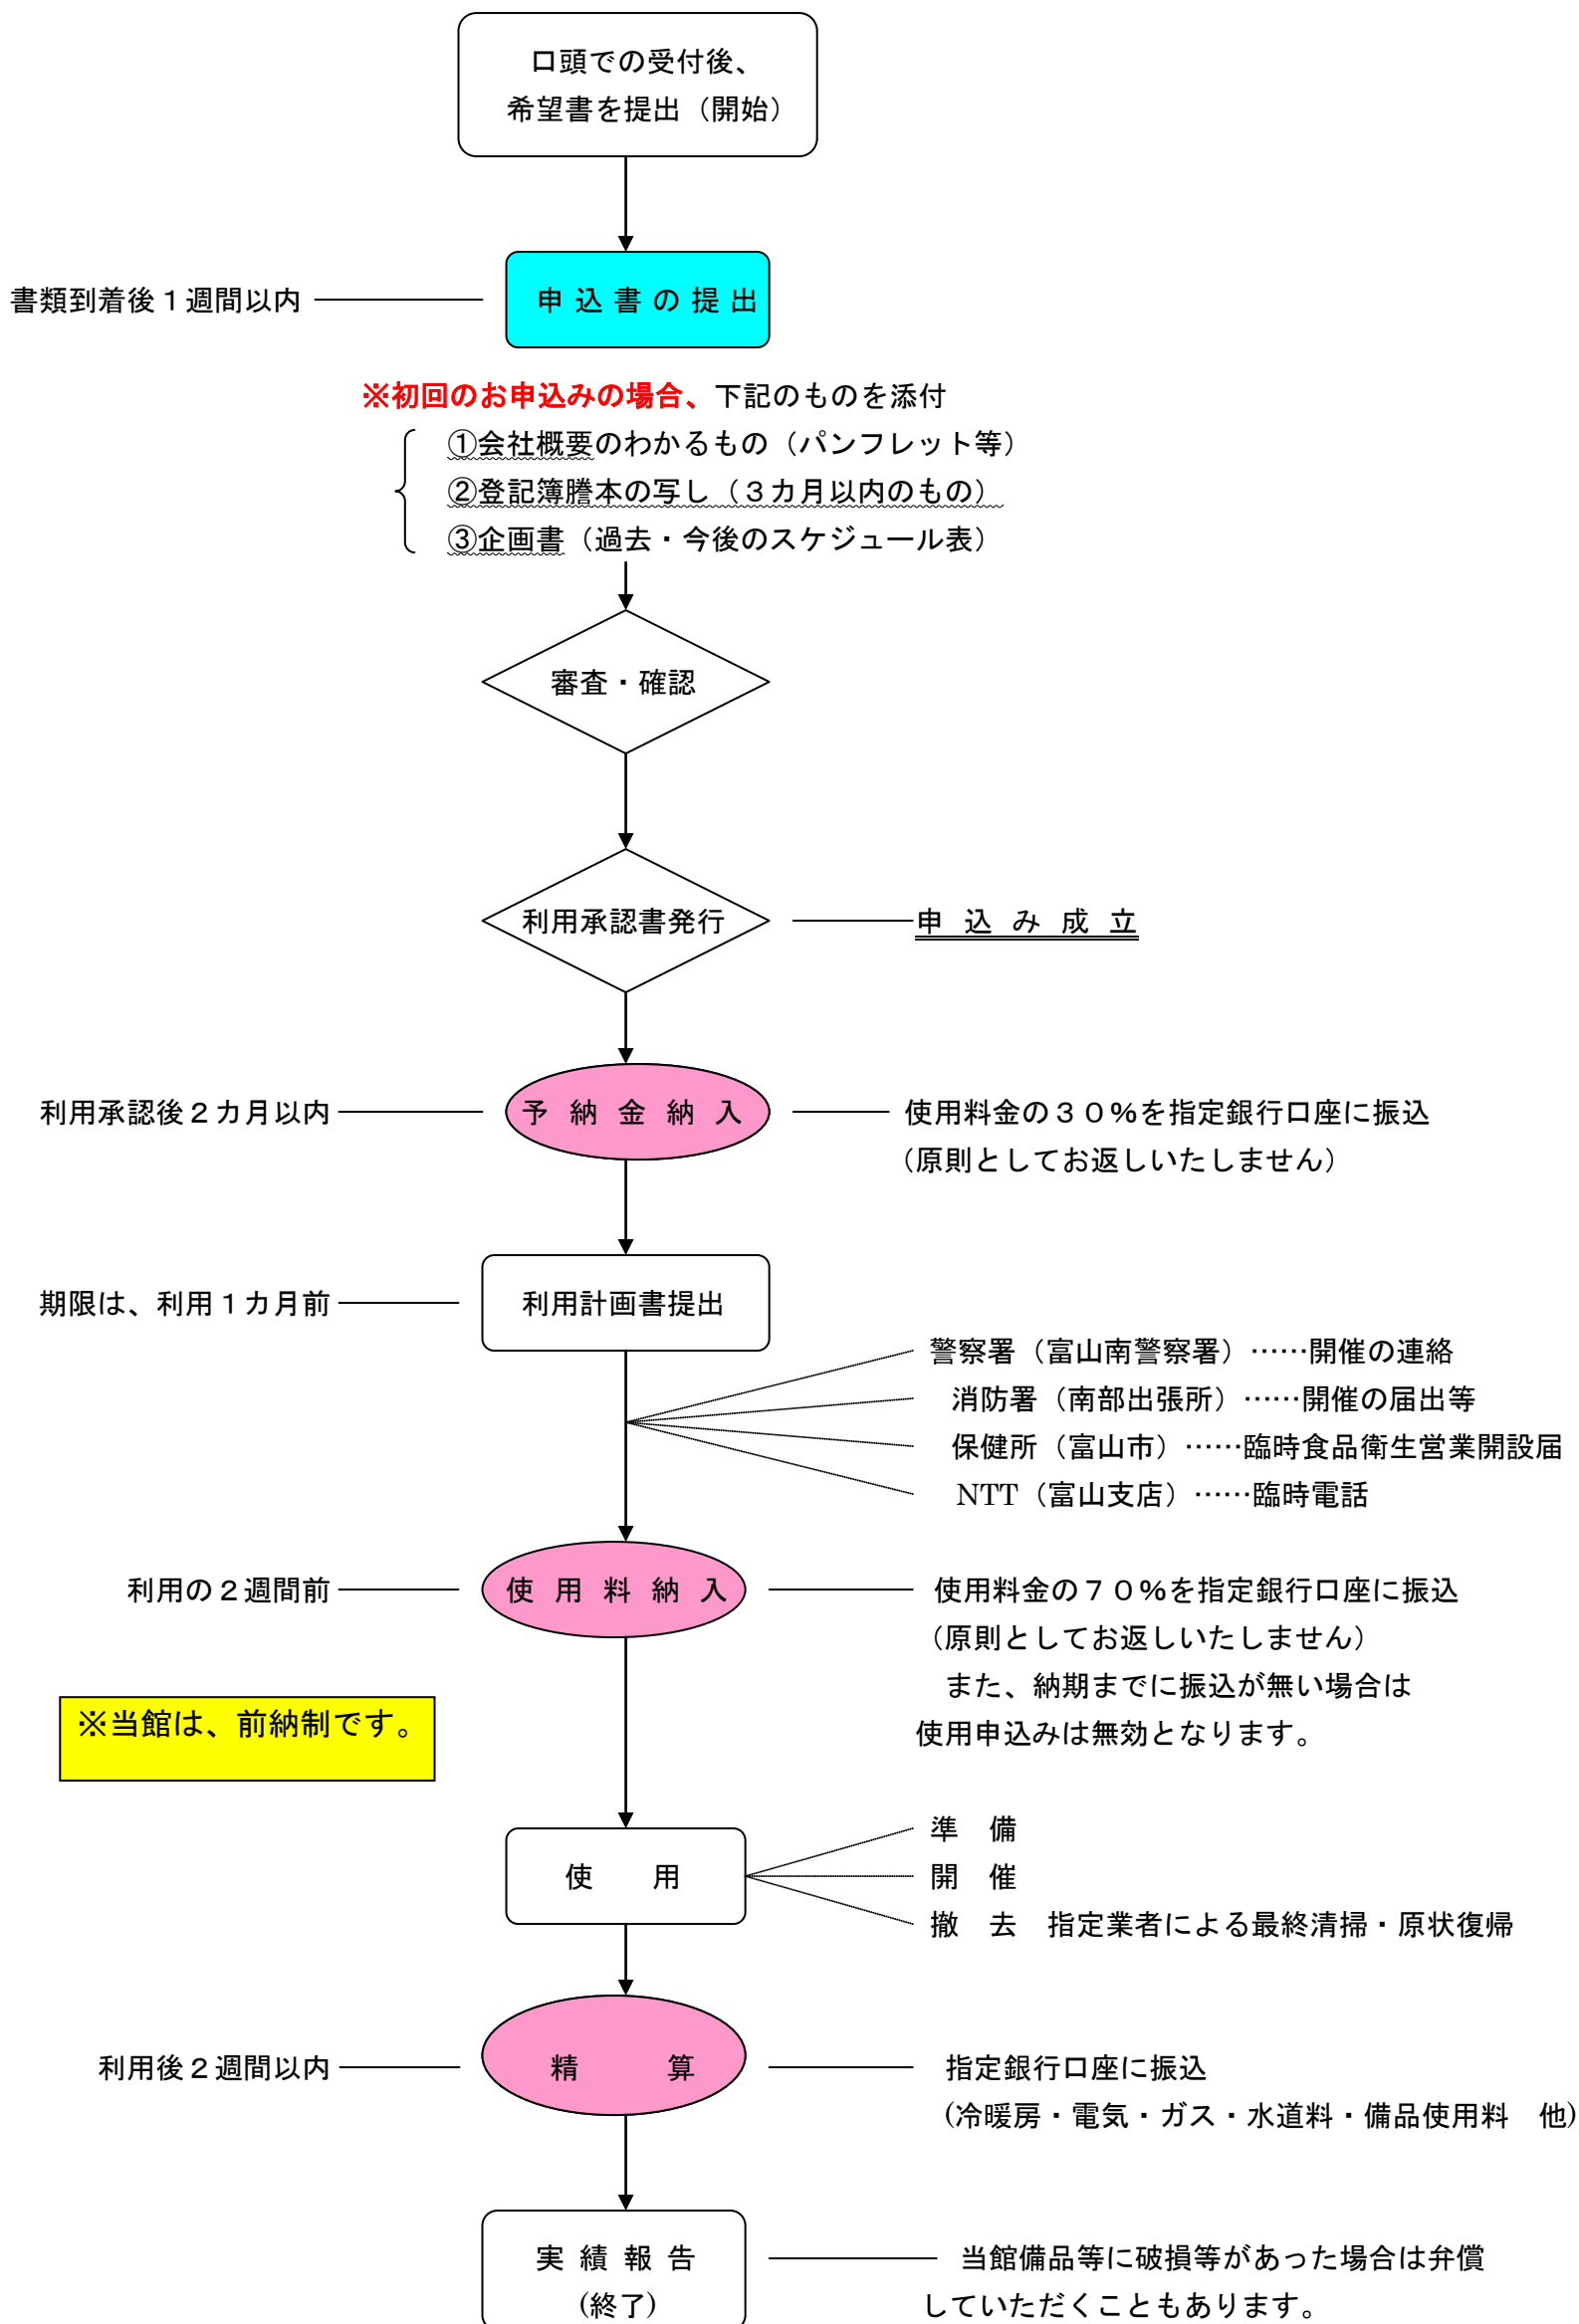 口頭での受付後、
希望書を提出（開始）
書類到着後１週間以内
申込書の提出
※初回のお申込みの場合、下記のものを添付
①会社概要のわかるもの（パンフレット等）
②登記簿謄本の写し（３カ月以内のもの）
③企画書（過去・今後のスケジュール表）
審査・確認
利用承認書発行
申込み成立
利用承認後２カ月以内
予納金納入
使用料金の３０％を指定銀行口座に振込
（原則としてお返しいたしません）
期限は、利用１カ月前
利用計画書提出
警察署（富山南警察署）……開催の連絡
消防署（南部出張所）……開催の届出等
保健所（富山市）……臨時食品衛生営業開設届
NTT（富山支店）……臨時電話
利用の２週間前
使用料納入
使用料金の７０％を指定銀行口座に振込
（原則としてお返しいたしません）
また、納期までに振込が無い場合は
使用申込みは無効となります。
※当館は、前納制です。
使　用
準　備
開　催
撤　去　指定業者による最終清掃・原状復帰
利用後２週間以内
精　算
指定銀行口座に振込
(冷暖房・電気・ガス・水道料・備品使用料　他)
実績報告
(終了)
当館備品等に破損等があった場合は弁償
していただくこともあります。